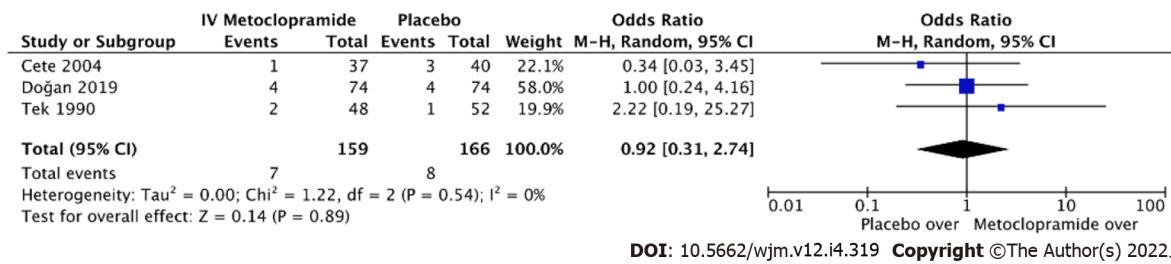 IV Metoclopramide Placebo Odds Ratio Odds Ratio
Study or Subgroup Events Total Events Total Weight M-H, Random, 95% CI M-H, Random, 95% CI
Cete 2004 1 37 3 40 22.1% 0.34 [0.03, 3.45]
Doğan 2019 4 74 4 74 58.0% 1.00 [0.24, 4.16]
Tek 1990 2 48 1 52 19.9% 2.22 [0.19, 25.27]
Total (95% CI) 159 166 100.0% 0.92 [0.31, 2.74]
Total events 7 8
Heterogeneity: Tau² = 0.00; Chi² = 1.22, df = 2 (P = 0.54); I² = 0%
Test for overall effect: Z = 0.14 (P = 0.89)
0.01 0.1 1 10 100
Placebo over Metoclopramide over
DOI: 10.5662/wjm.v12.i4.319 Copyright ©The Author(s) 2022.